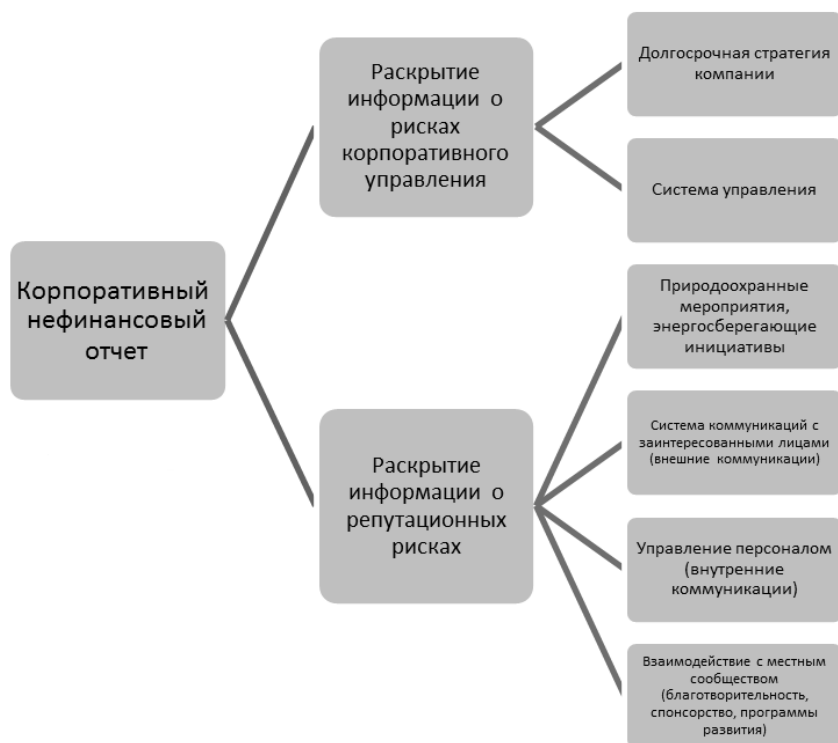 Корпоративный
нефинансовый
отчет
Раскрытие
информации о
рисках
корпоративного
управления
Долгосрочная стратегия
компании
Система управления
Раскрытие
информации о
репутационных
рисках
Природоохранные
мероприятия,
энергосберегающие
инициативы
Система коммуникаций с
заинтересованными лицами
(внешние коммуникации)
Управление персоналом
(внутренние
коммуникации)
Взаимодействие с местным
сообществом
(благотворительность,
спонсорство, программы
развития)